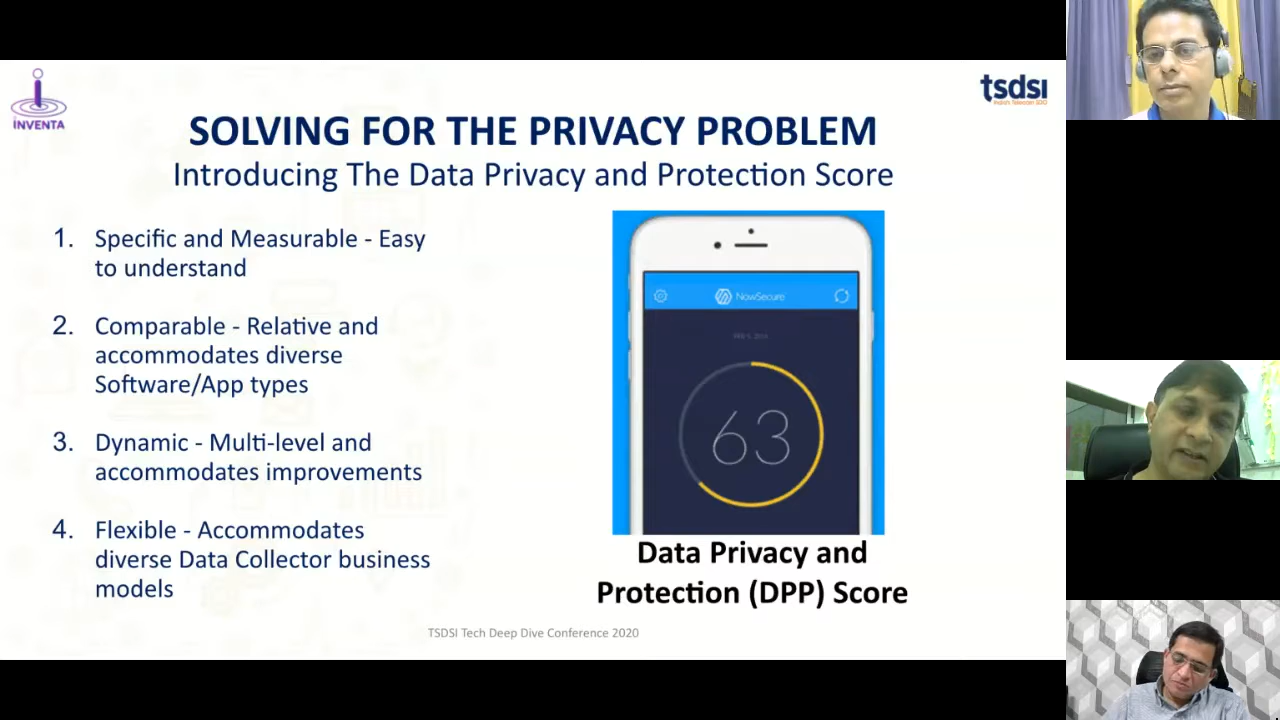 tsdsi
India's Telecom SDO
INVENTA
SOLVING FOR THE PRIVACY PROBLEM
Introducing The Data Privacy and Protection Score
1. Specific and Measurable - Easy
to understand
2. Comparable - Relative and
accommodates diverse
Software/App types
3. Dynamic - Multi-level and
accommodates improvements
4. Flexible - Accommodates
diverse Data Collector business
models
NowSecure
63
Data Privacy and
Protection (DPP) Score
TSDSI Tech Deep Dive Conference 2020